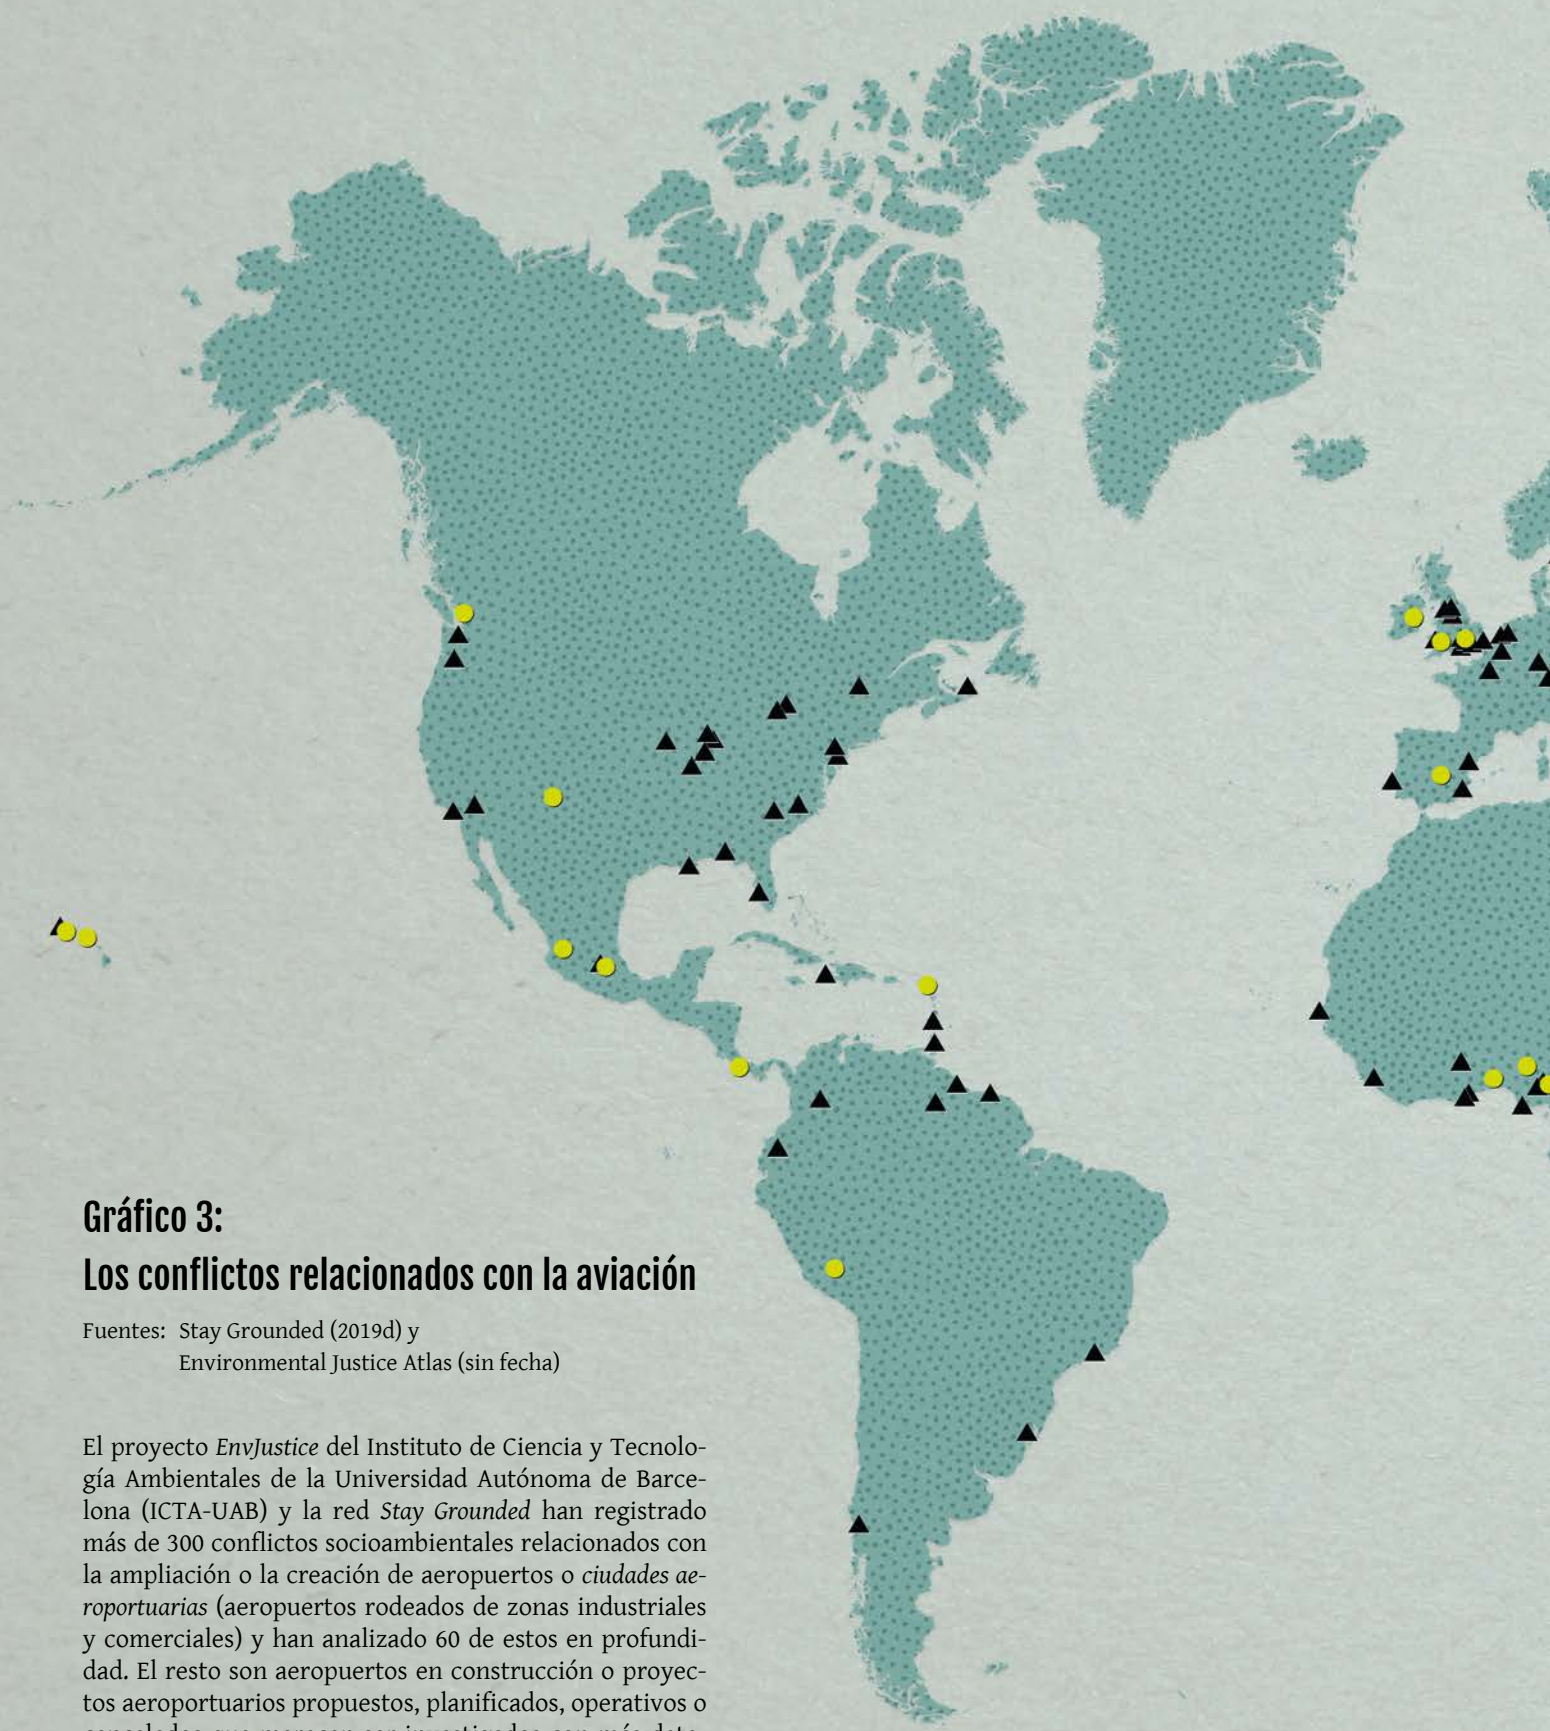 Gráfico 3:
Los conflictos relacionados con la aviación
Fuentes: Stay Grounded (2019d) y
Environmental Justice Atlas (sin fecha)
El proyecto EnvJustice del Instituto de Ciencia y Tecnolo-
gía Ambientales de la Universidad Autónoma de Barce-
lona (ICTA-UAB) y la red Stay Grounded han registrado
más de 300 conflictos socioambientales relacionados con
la ampliación o la creación de aeropuertos o ciudades ae-
roportuarias (aeropuertos rodeados de zonas industriales
y comerciales) y han analizado 60 de estos en profundi-
dad. El resto son aeropuertos en construcción o proyec-
tos aeroportuarios propuestos, planificados, operativos o